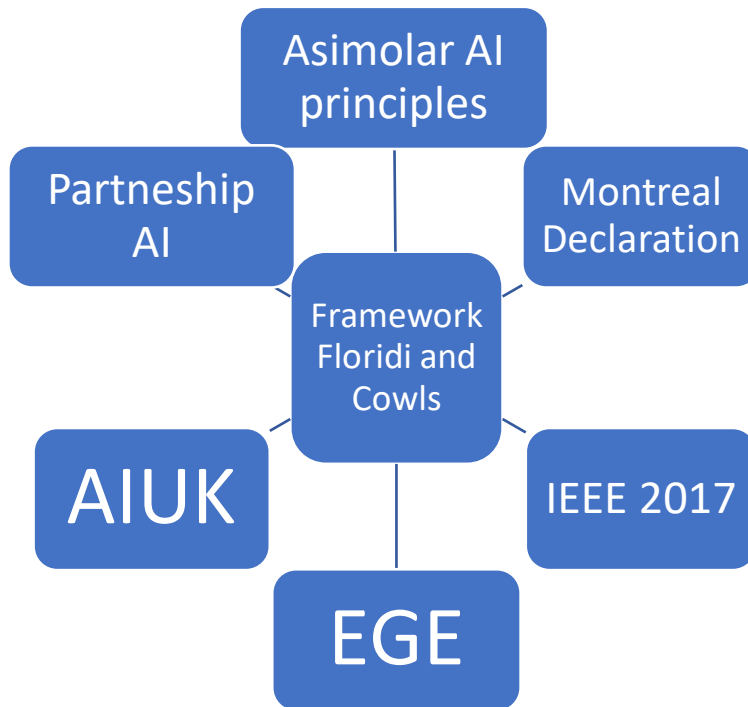 Asimolar AI
principles
Partneship
AI
Montreal
Declaration
Framework
Floridi and
Cowls
AIUK
IEEE 2017
EGE